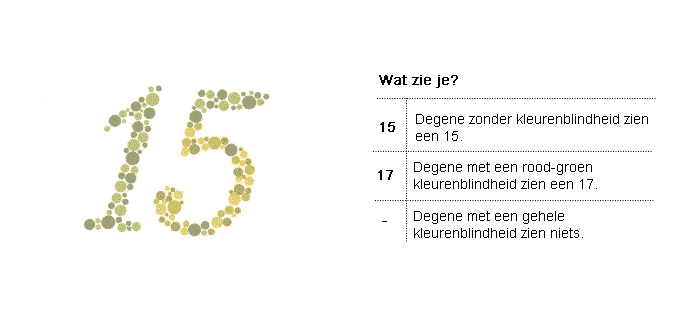 15
Wat zie je?
15
Degene zonder kleurenblindheid zien
een 15.
17
Degene met een rood-groen
kleurenblindheid zien een 17.
-
Degene met een gehele
kleurenblindheid zien niets.